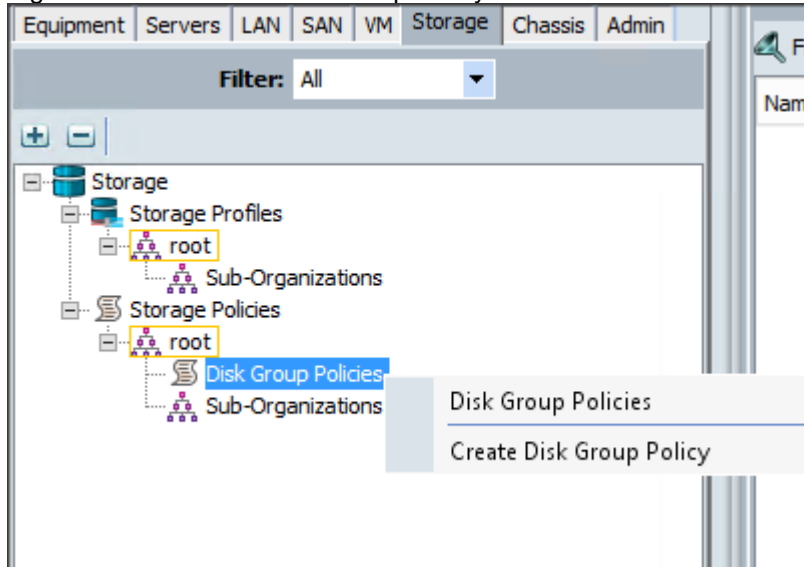 Equipment Servers LAN SAN VM Storage Chassis Admin
Filter: All
Nam
Storage
Storage Profiles
root
Sub-Organizations
Storage Policies
root
Disk Group Policies
Sub-Organizations
Disk Group Policies
Create Disk Group Policy